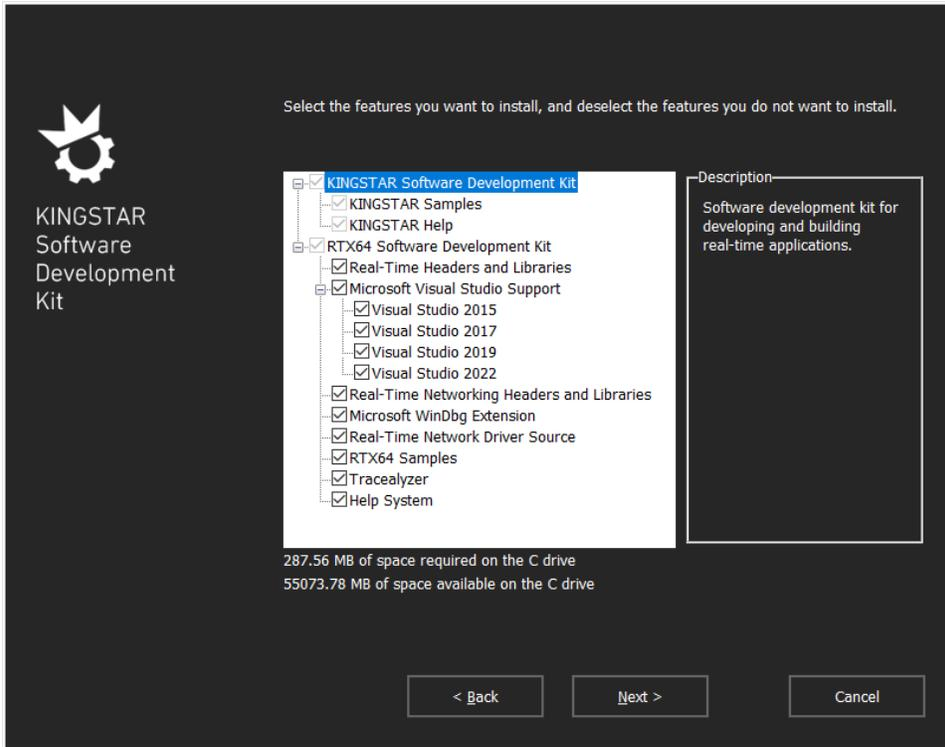 KINGSTAR
Software
Development
Kit
Select the features you want to install, and deselect the features you do not want to install.
KINGSTAR Software Development Kit
KINGSTAR Samples
KINGSTAR Help
RTX64 Software Development Kit
Real-Time Headers and Libraries
Microsoft Visual Studio Support
Visual Studio 2015
Visual Studio 2017
Visual Studio 2019
Visual Studio 2022
Real-Time Networking Headers and Libraries
Microsoft WinDbg Extension
Real-Time Network Driver Source
RTX64 Samples
Tracealyzer
Help System
Description
Software development kit for
developing and building
real-time applications.
287.56 MB of space required on the C drive
55073.78 MB of space available on the C drive
< Back
Next >
Cancel